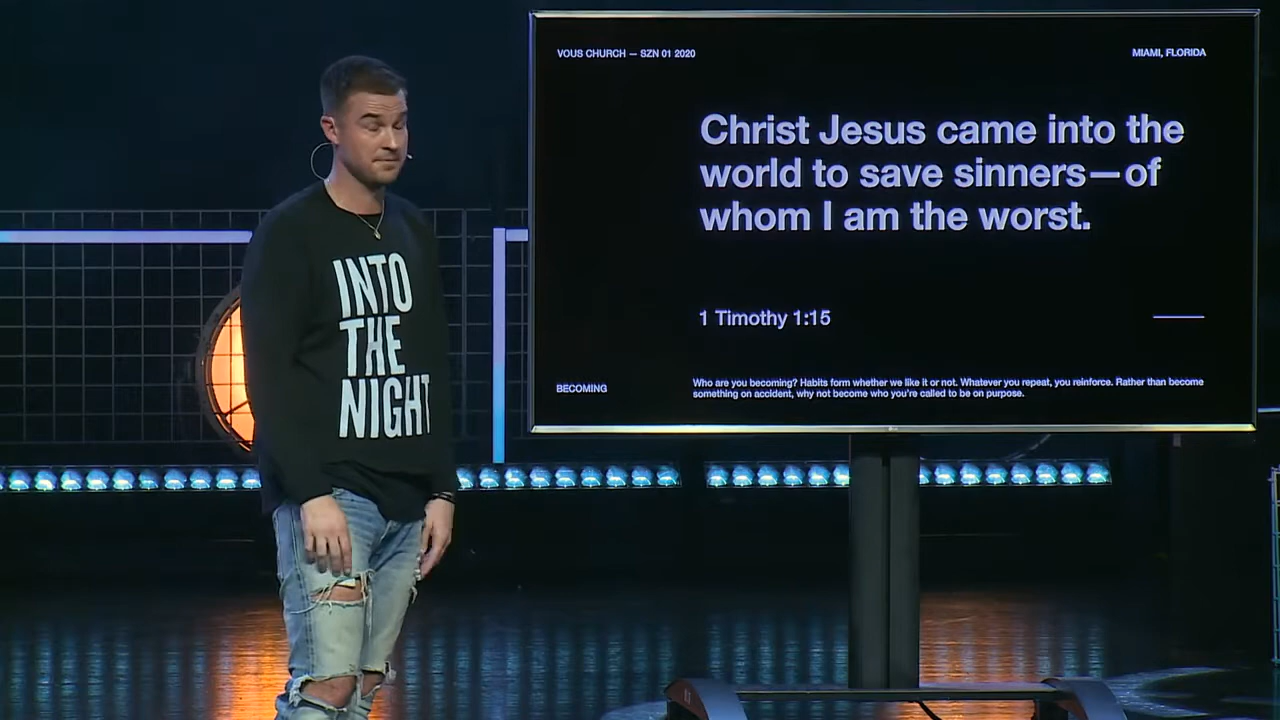 VOUS CHURCH — SZN 01 2020
MIAMI, FLORIDA
Christ Jesus came into the
world to save sinners—of
whom I am the worst.
1 Timothy 1:15
BECOMING
Who are you becoming? Habits form whether we like it or not. Whatever you repeat, you reinforce. Rather than become
something on accident, why not become who you're called to be on purpose.
INTO
THE
NIGHT